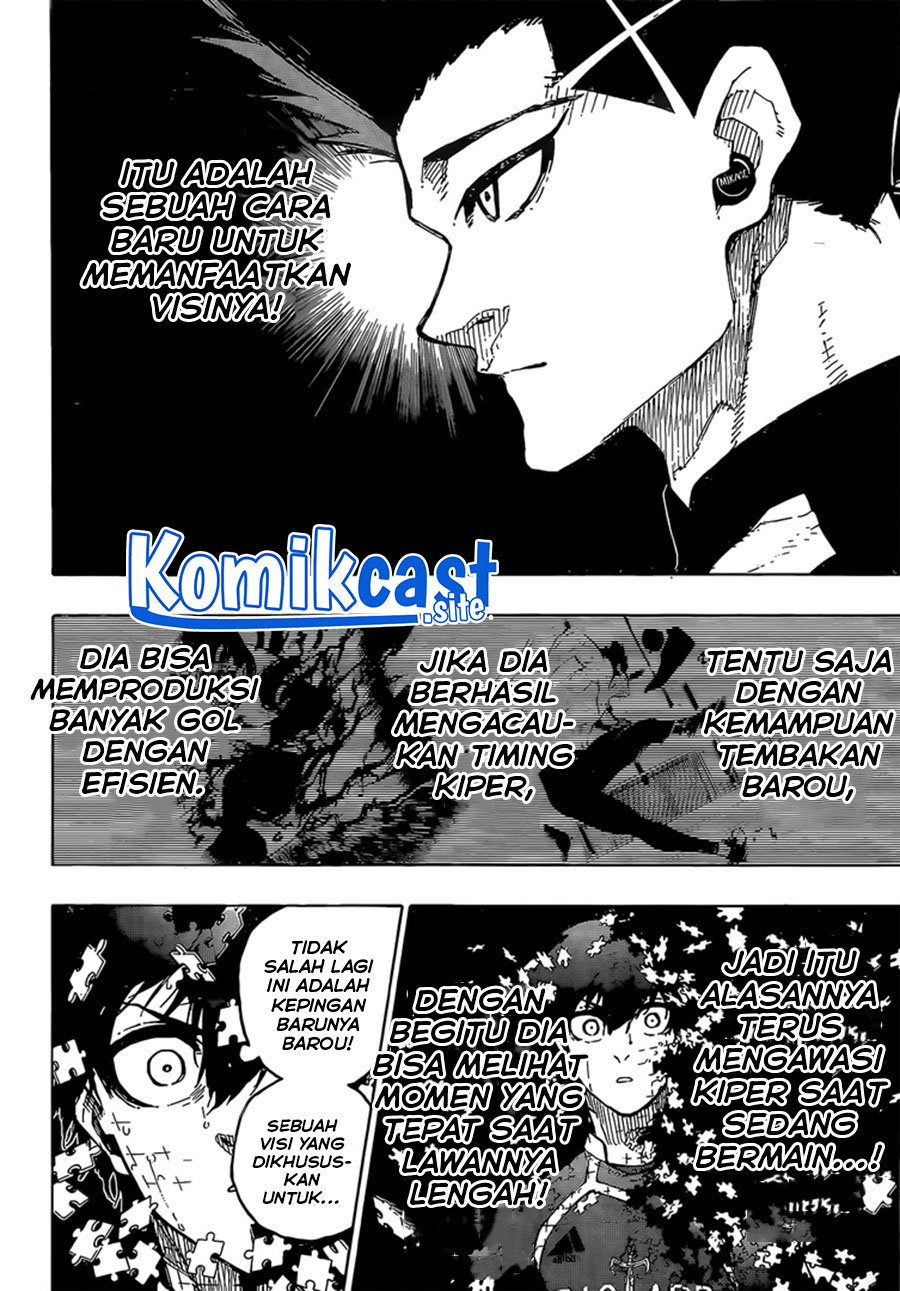 ITU ADALAH
SEBUAH CARA
BARU UNTUK
MEMANFAATKAN
VISINYA!
MIKAGE
Komikcast
.site
TENTU SAJA
DENGAN
KEMAMPUAN
TEMBAKAN
BAROU,
JIKA DIA
BERHASIL
MENGACAU-
KAN TIMING
KIPER,
DIA BISA
MEMPRODUKSI
BANYAK GOL
DENGAN
EFISIEN.
JADI ITU
ALASANNYA
TERUS
MENGAWASI
KIPER SAAT
SEDANG
BERMAIN...!
DENGAN
BEGITU DIA
BISA MELIHAT
MOMEN YANG
TEPAT SAAT
LAWANNYA
LENGAH!
TIDAK
SALAH LAGI
INI ADALAH
KEPINGAN
BARUNYA
BAROU!
SEBUAH
VISI YANG
DIKHUSUS-
KAN
UNTUK...